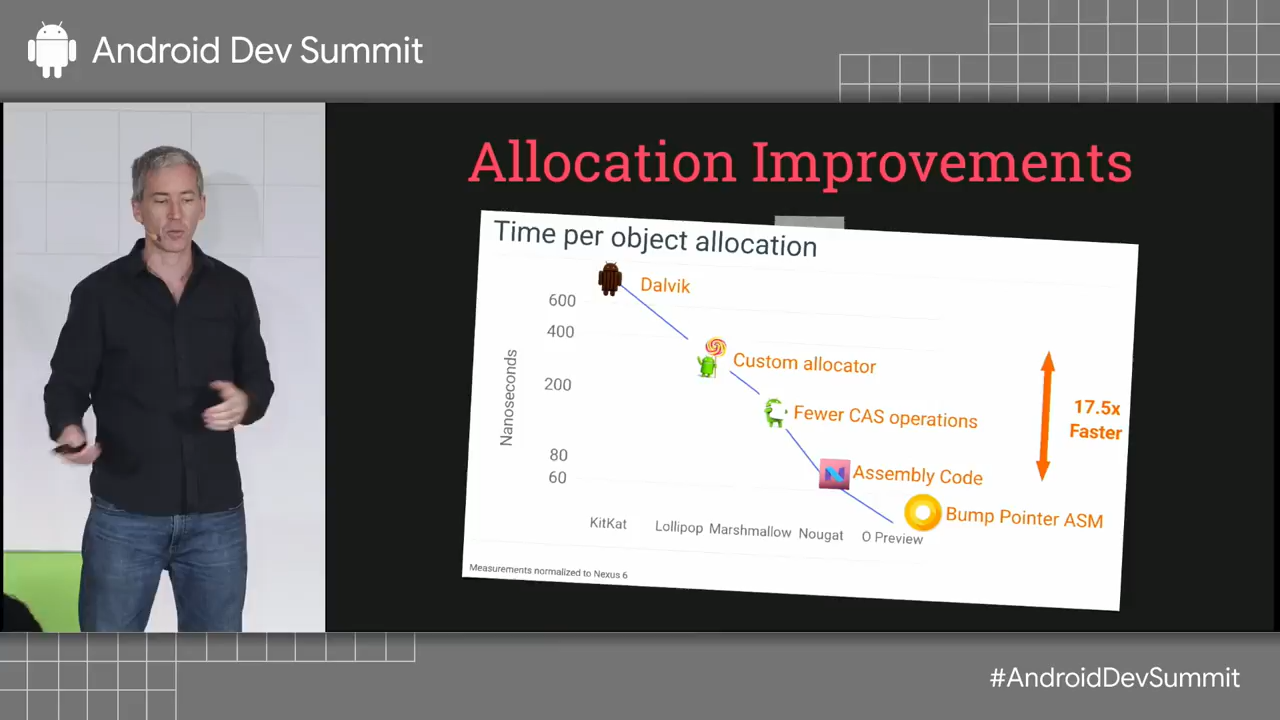 Android Dev Summit
Allocation Improvements
Time per object allocation
Dalvik
600
400
Custom allocator
200
Nanoseconds
Fewer CAS operations
17.5x
Faster
80
60
N
Assembly Code
Bump Pointer ASM
KitKat
Lollipop
Marshmallow
Nougat
O Preview
Measurements normalized to Nexus 6
#AndroidDevSummit